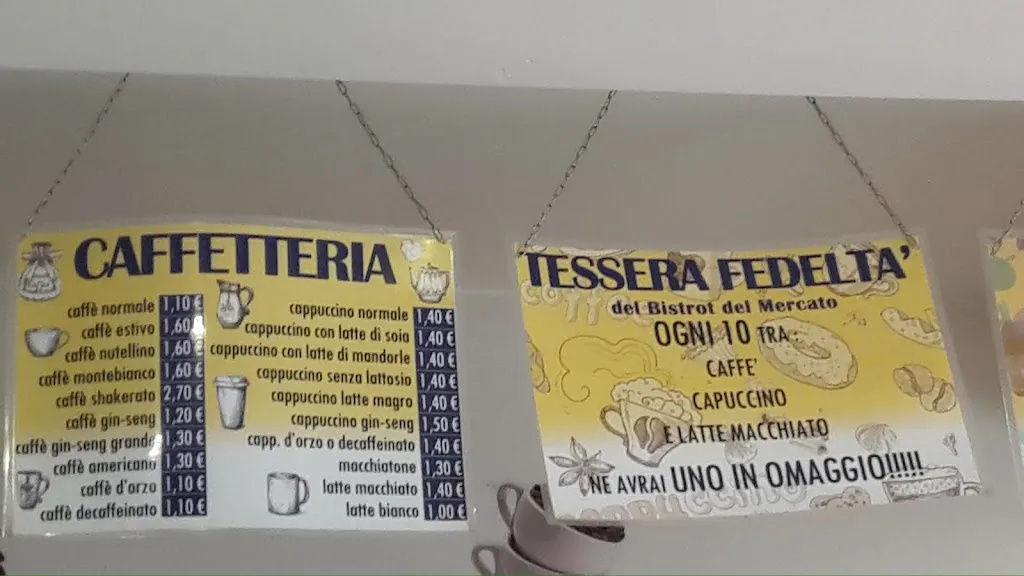 CAFFETTERIA
caffè normale 1,10 €
caffè estivo 1,60 €
caffè nutellino 1,60 €
caffè montebianco 1,60 €
caffè shakerato 2,70 €
caffè gin-seng 1,20 €
caffè gin-seng grande 1,30 €
caffè americano 1,30 €
caffè d'orzo 1,10 €
caffè decaffeinato 1,10 €
cappuccino normale 1,40 €
cappuccino con latte di soia 1,40 €
cappuccino con latte di mandorle 1,40 €
cappuccino senza lattosio 1,40 €
cappuccino latte magro 1,40 €
cappuccino gin-seng 1,50 €
capp. d'orzo o decaffeinato 1,40 €
macchiatone 1,30 €
latte macchiato 1,40 €
latte bianco 1,00 €
TESSERA FEDELTA'
del Bistrot del Mercato
OGNI 10 TRA :
CAFFE'
CAPUCCINO
E LATTE MACCHIATO
NE AVRAI UNO IN OMAGGIO!!!!!